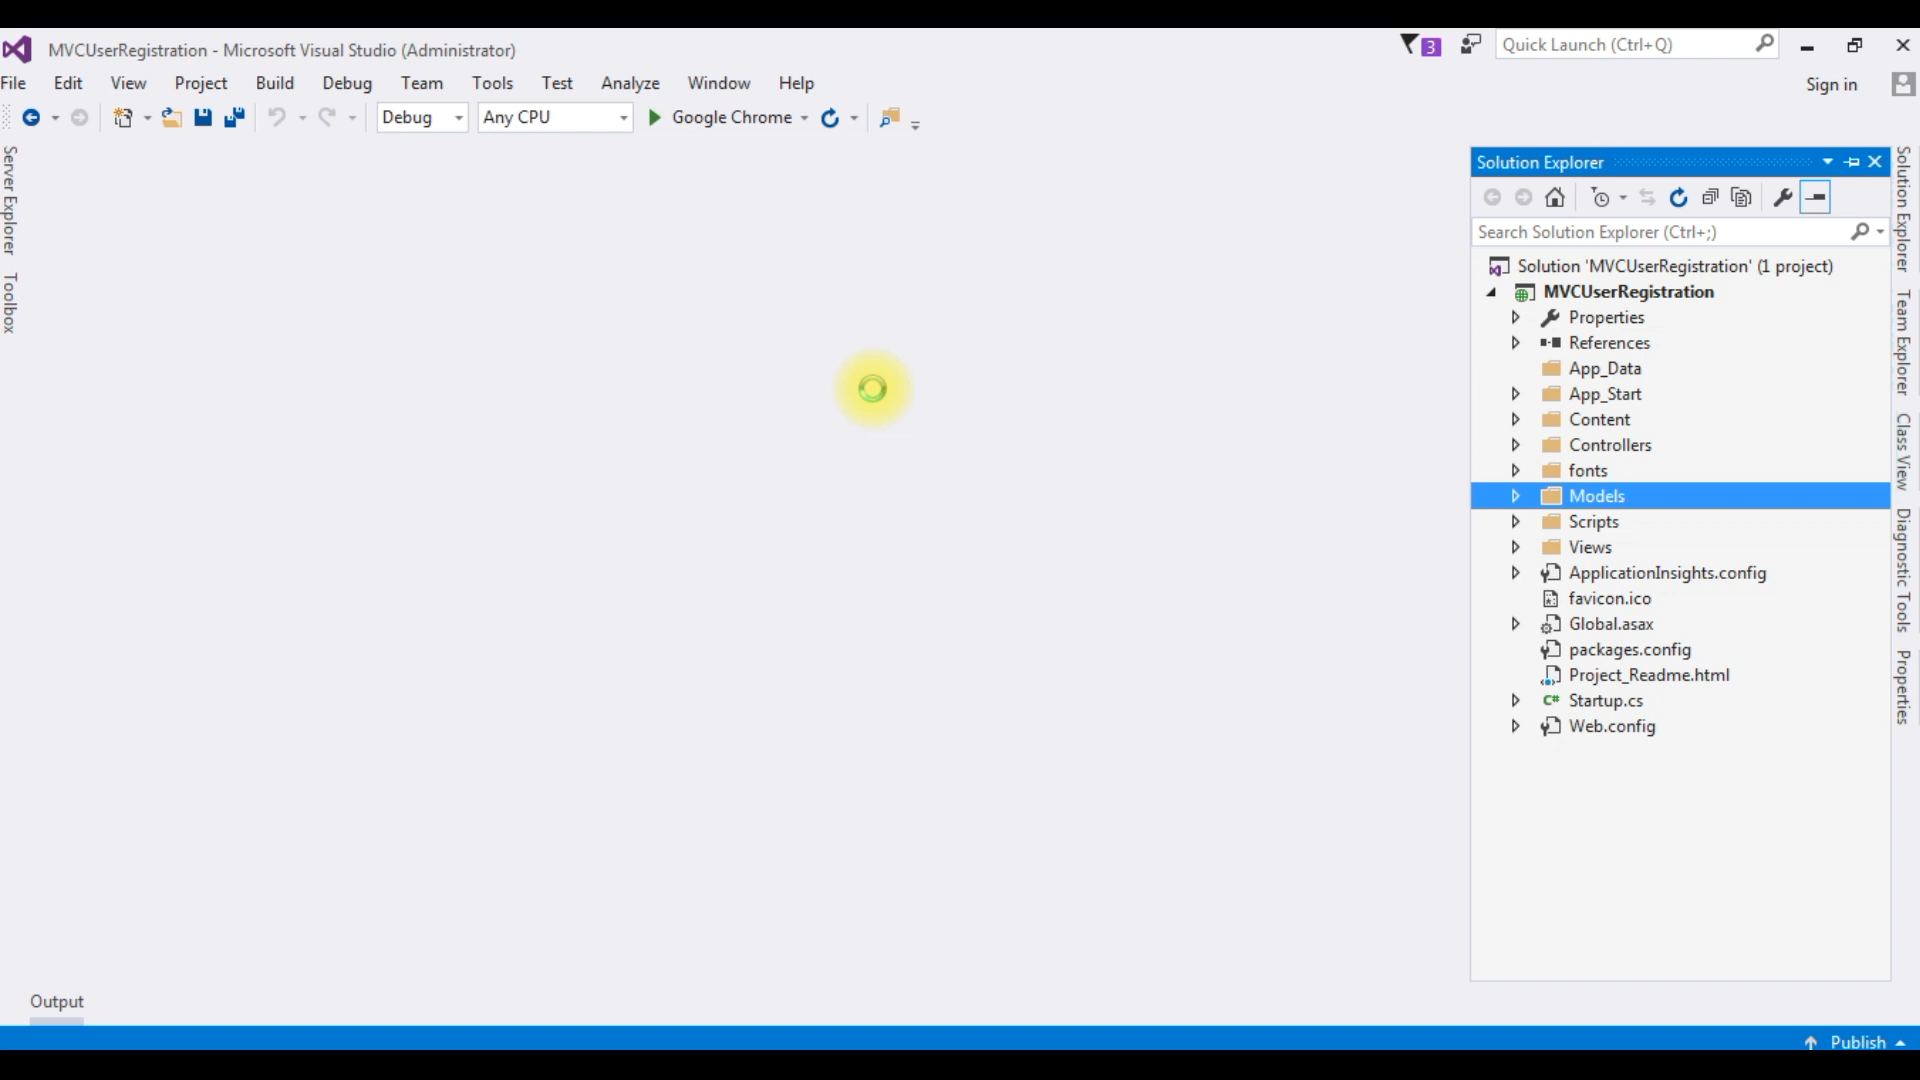 MVCUserRegistration - Microsoft Visual Studio (Administrator)
3
Quick Launch (Ctrl+Q)
File Edit View Project Build Debug Team Tools Test Analyze Window Help
Sign in
Debug Any CPU Google Chrome
Server Explorer
Toolbox
Solution Explorer
Search Solution Explorer (Ctrl+;)
Solution 'MVCUserRegistration' (1 project)
MVCUserRegistration
Properties
References
App_Data
App_Start
Content
Controllers
fonts
Models
Scripts
Views
ApplicationInsights.config
favicon.ico
Global.asax
packages.config
Project_Readme.html
C# Startup.cs
Web.config
Solution Explorer
Team Explorer
Class View
Diagnostic Tools
Properties
Output
Publish